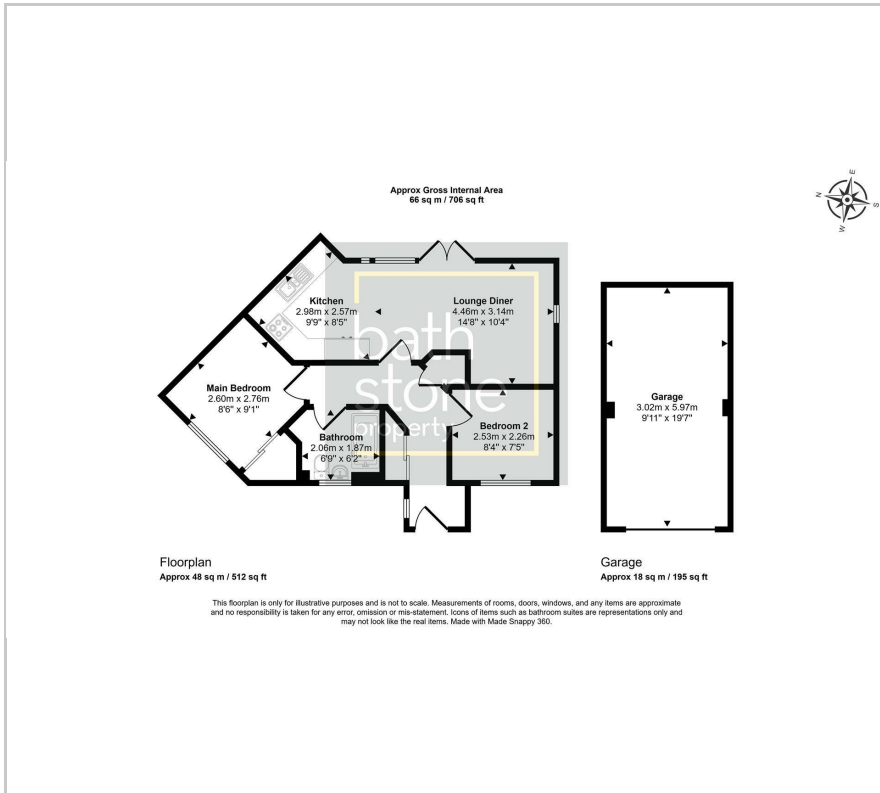 Approx Gross Internal Area
66 sq m / 706 sq ft
N
E
S
W
Kitchen
2.98m x 2.57m
9'9" x 8'5"
Lounge Diner
4.46m x 3.14m
14'8" x 10'4"
Main Bedroom
2.60m x 2.76m
8'6" x 9'1"
Bathroom
2.06m x 1.87m
6'9" x 6'2"
Bedroom 2
2.53m x 2.26m
8'4" x 7'5"
bath
stone
property
Garage
3.02m x 5.97m
9'11" x 19'7"
Floorplan
Approx 48 sq m / 512 sq ft
Garage
Approx 18 sq m / 195 sq ft
This floorplan is only for illustrative purposes and is not to scale. Measurements of rooms, doors, windows, and any items are approximate
and no responsibility is taken for any error, omission or mis-statement. Icons of items such as bathroom suites are representations only and
may not look like the real items. Made with Made Snappy 360.